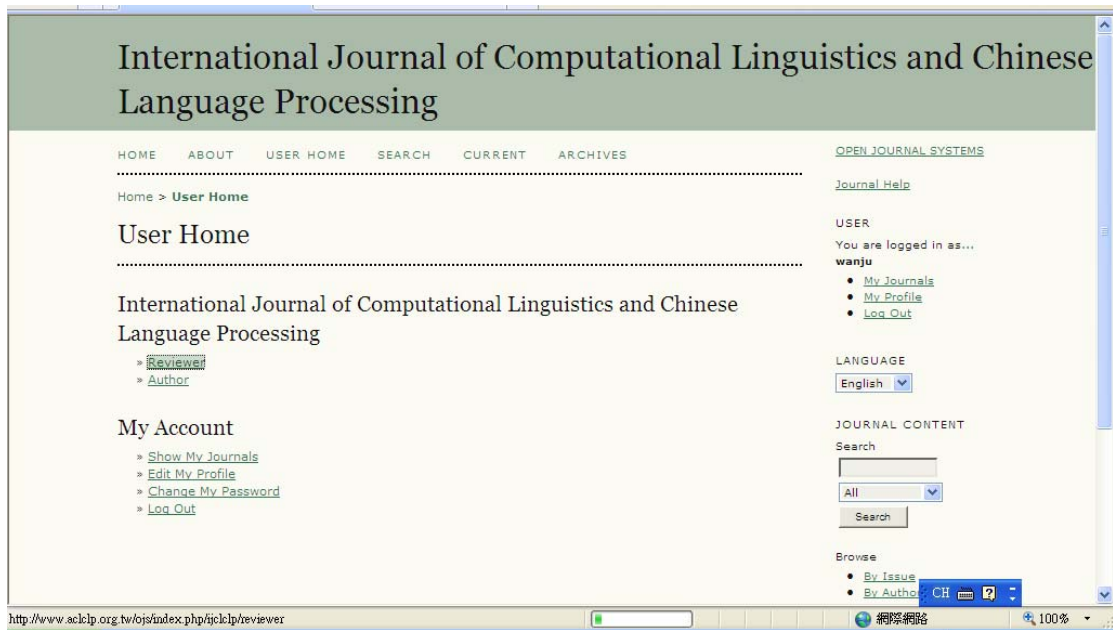 International Journal of Computational Linguistics and Chinese
Language Processing
HOME ABOUT USER HOME SEARCH CURRENT ARCHIVES
Home > User Home
User Home
International Journal of Computational Linguistics and Chinese
Language Processing
» Reviewer
» Author
My Account
» Show My Journals
» Edit My Profile
» Change My Password
» Log Out
OPEN JOURNAL SYSTEMS
Journal Help
USER
You are logged in as...
wanju
My Journals
My Profile
Log Out
LANGUAGE
English
JOURNAL CONTENT
Search
All
Search
Browse
By Issue
By Author
CH
http://www.aclclp.org.tw/ojs/index.php/ijclclp/reviewer
網際網路
100%